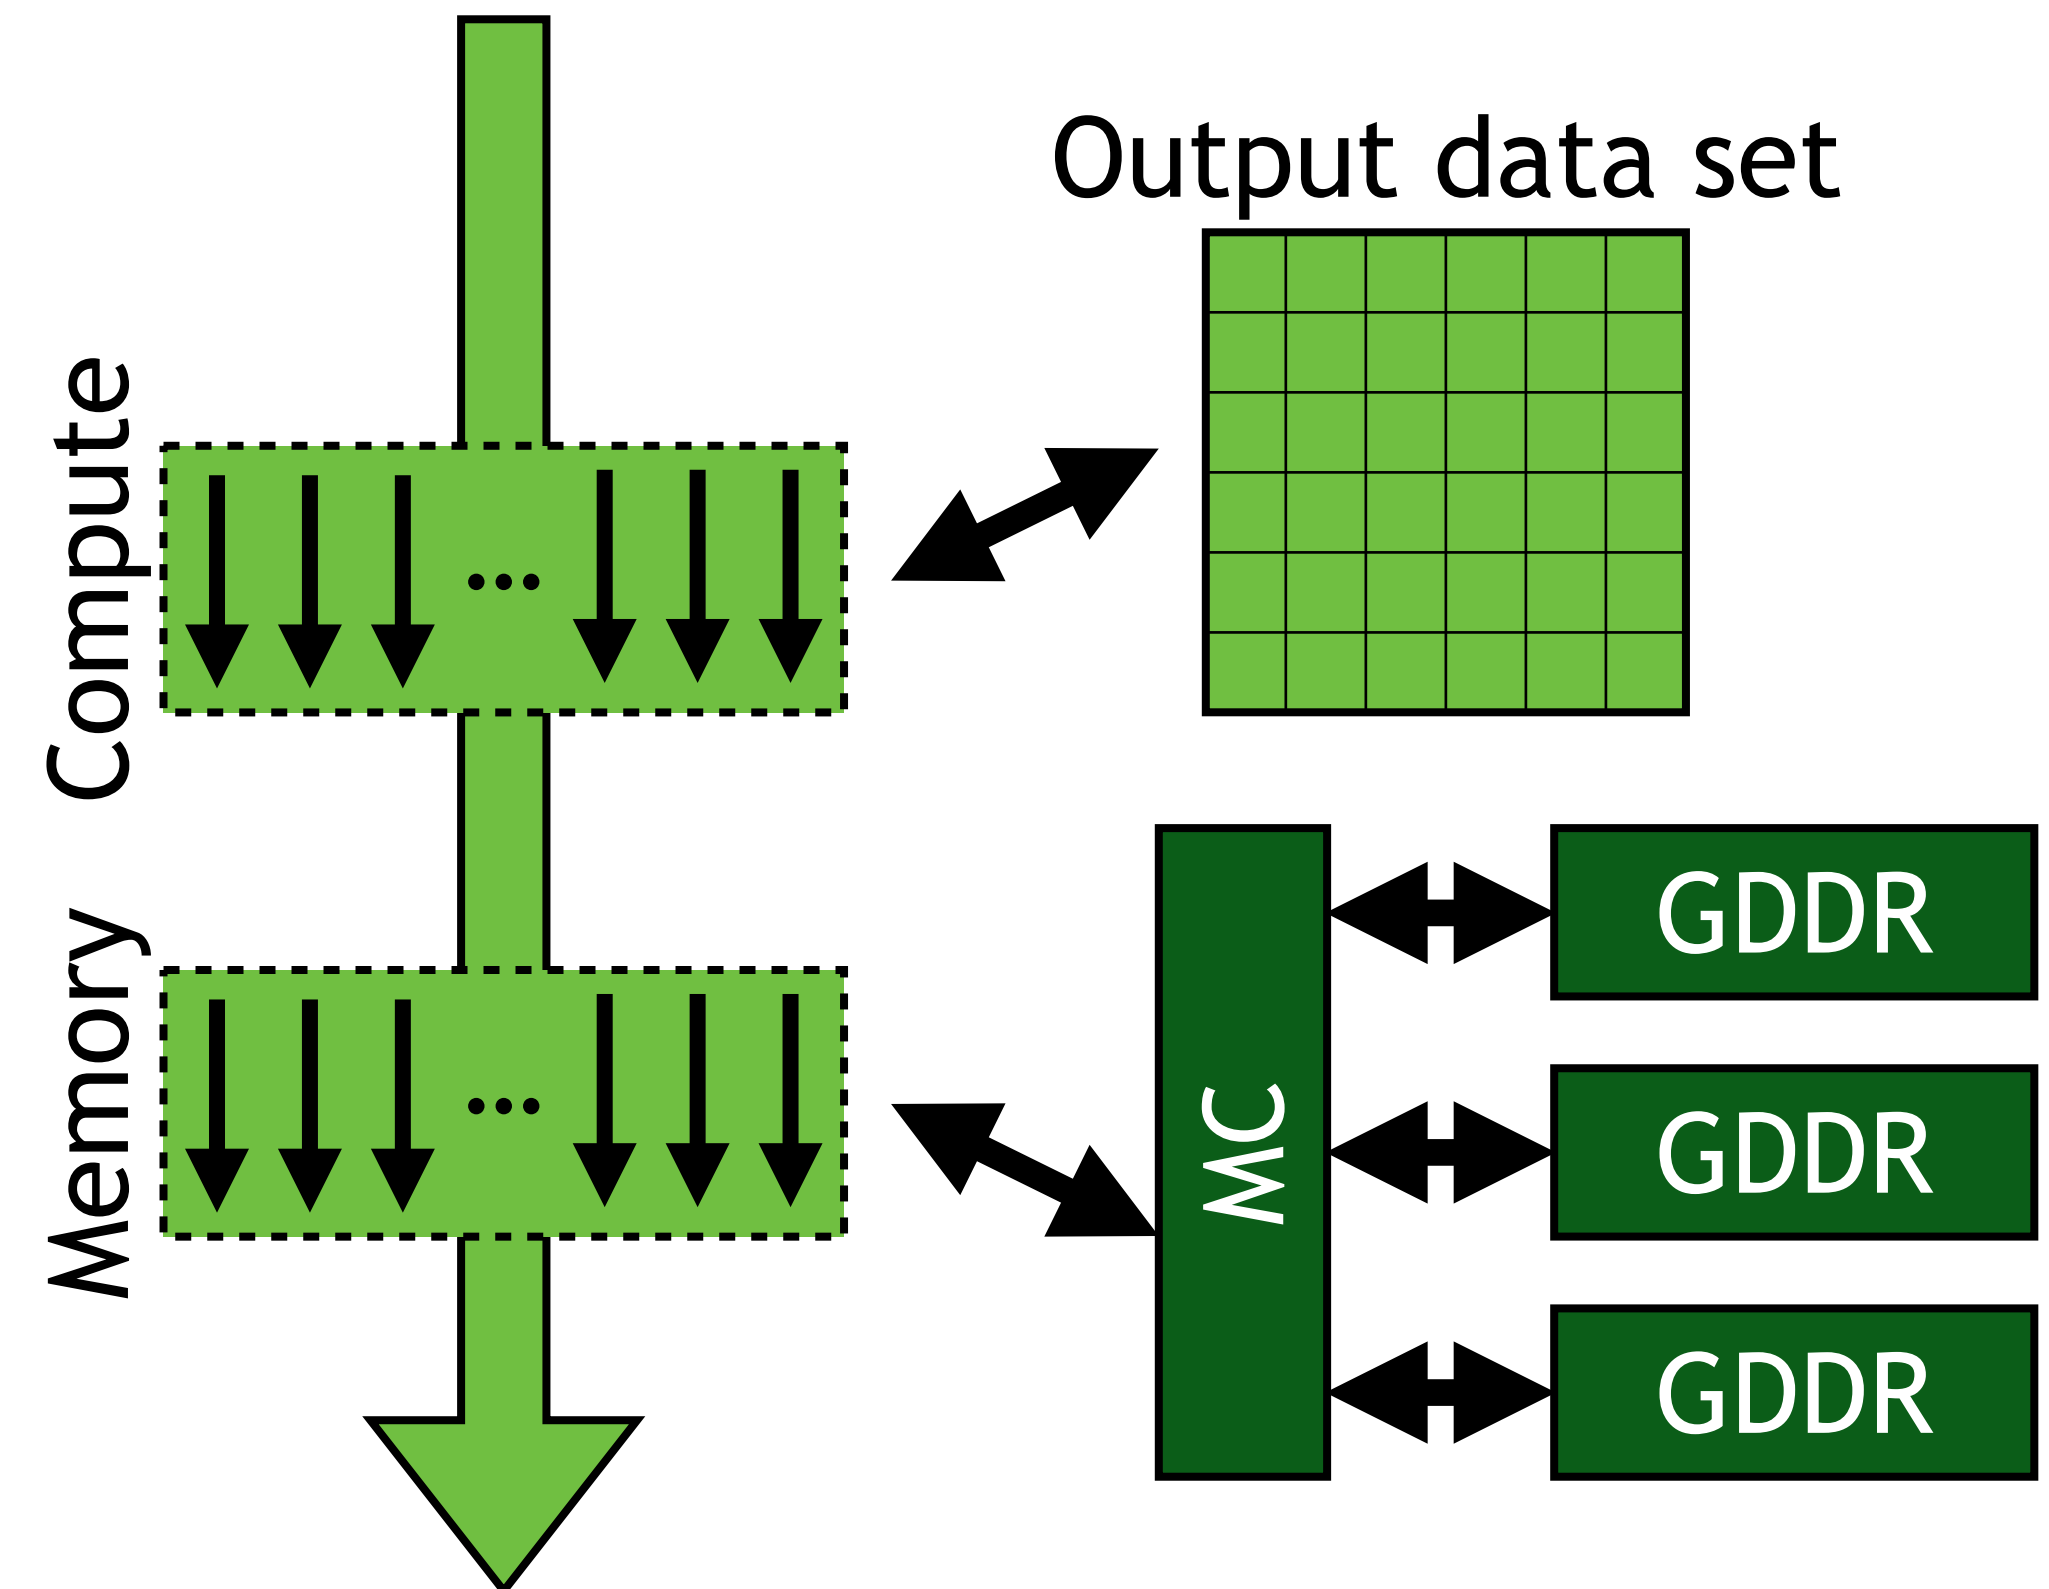 Output data set
Compute
...
Memory
...
MC
GDDR
GDDR
GDDR